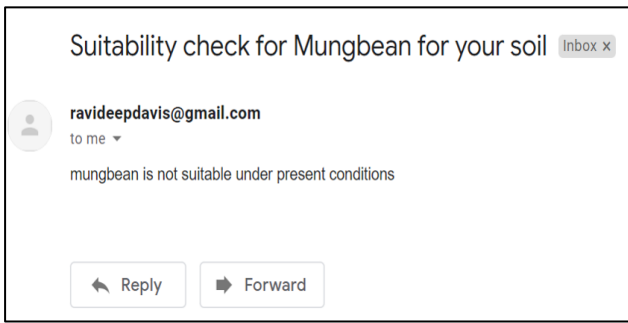 Suitability check for Mungbean for your soil Inbox x
ravideepdavis@gmail.com
to me
mungbean is not suitable under present conditions
Reply Forward